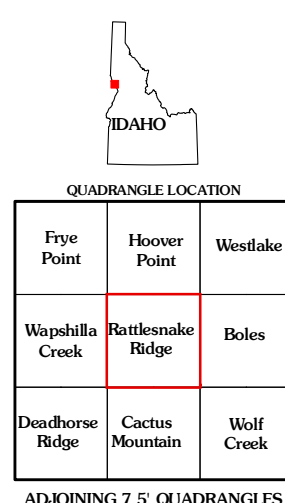 IDAHO
QUADRANGLE LOCATION
Frye Point
Hoover Point
Westlake
Wapshilla Creek
Rattlesnake Ridge
Boles
Deadhorse Ridge
Cactus Mountain
Wolf Creek
ADJOINING 7.5' QUADRANGLES